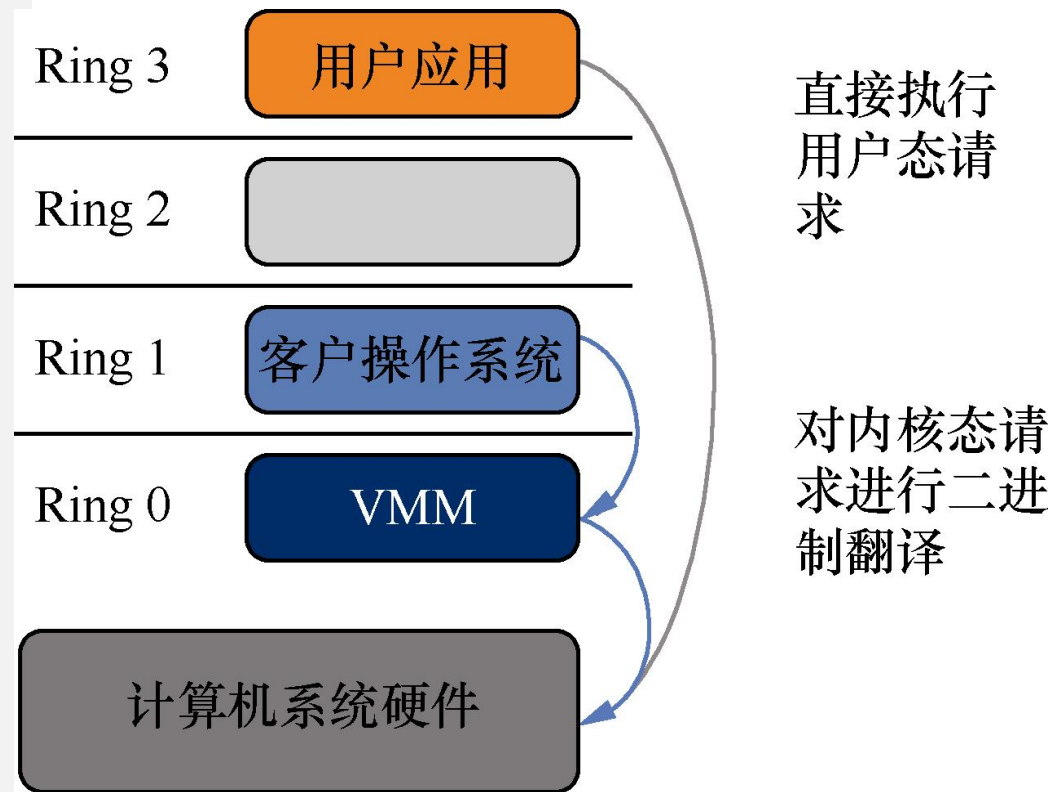 Ring 3
用户应用
直接执行
用户态请
求
Ring 2
Ring 1
客户操作系统
对内核态请
求进行二进
制翻译
Ring 0
VMM
计算机系统硬件